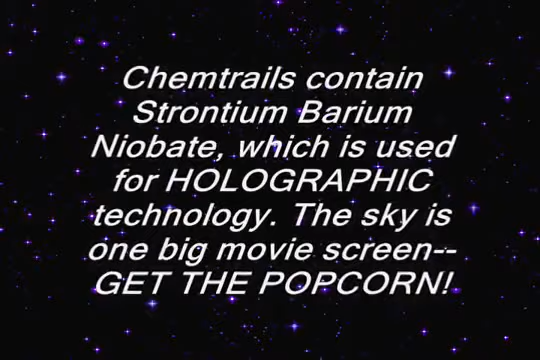 Chemtrails contain
Strontium Barium
Niobate, which is used
for HOLOGRAPHIC
technology. The sky is
one big movie screen--
GET THE POPCORN!